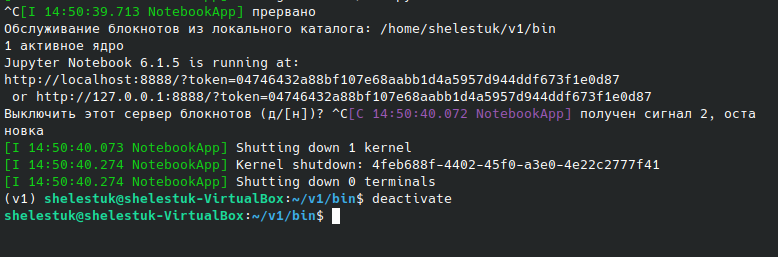 ^C[I 14:50:39.713 NotebookApp] прервано
Обслуживание блокнотов из локального каталога: /home/shelestuk/v1/bin
1 активное ядро
Jupyter Notebook 6.1.5 is running at:
http://localhost:8888/?token=04746432a88bf107e68aabb1d4a5957d944ddf673f1e0d87
 or http://127.0.0.1:8888/?token=04746432a88bf107e68aabb1d4a5957d944ddf673f1e0d87
Выключить этот сервер блокнотов (д/[н])? ^C[C 14:50:40.072 NotebookApp] получен сигнал 2, оста
новка
[I 14:50:40.073 NotebookApp] Shutting down 1 kernel
[I 14:50:40.274 NotebookApp] Kernel shutdown: 4feb688f-4402-45f0-a3e0-4e22c2777f41
[I 14:50:40.274 NotebookApp] Shutting down 0 terminals
(v1) shelestuk@shelestuk-VirtualBox:~/v1/bin$ deactivate
shelestuk@shelestuk-VirtualBox:~/v1/bin$